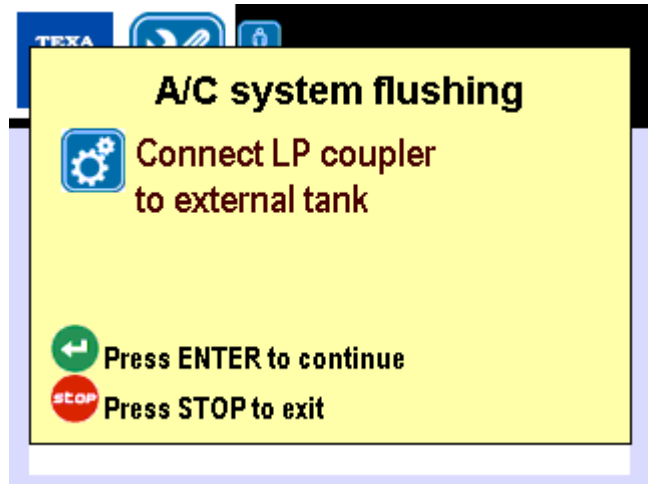 TEXA
A/C system flushing
Connect LP coupler
to external tank
Press ENTER to continue
stop
Press STOP to exit